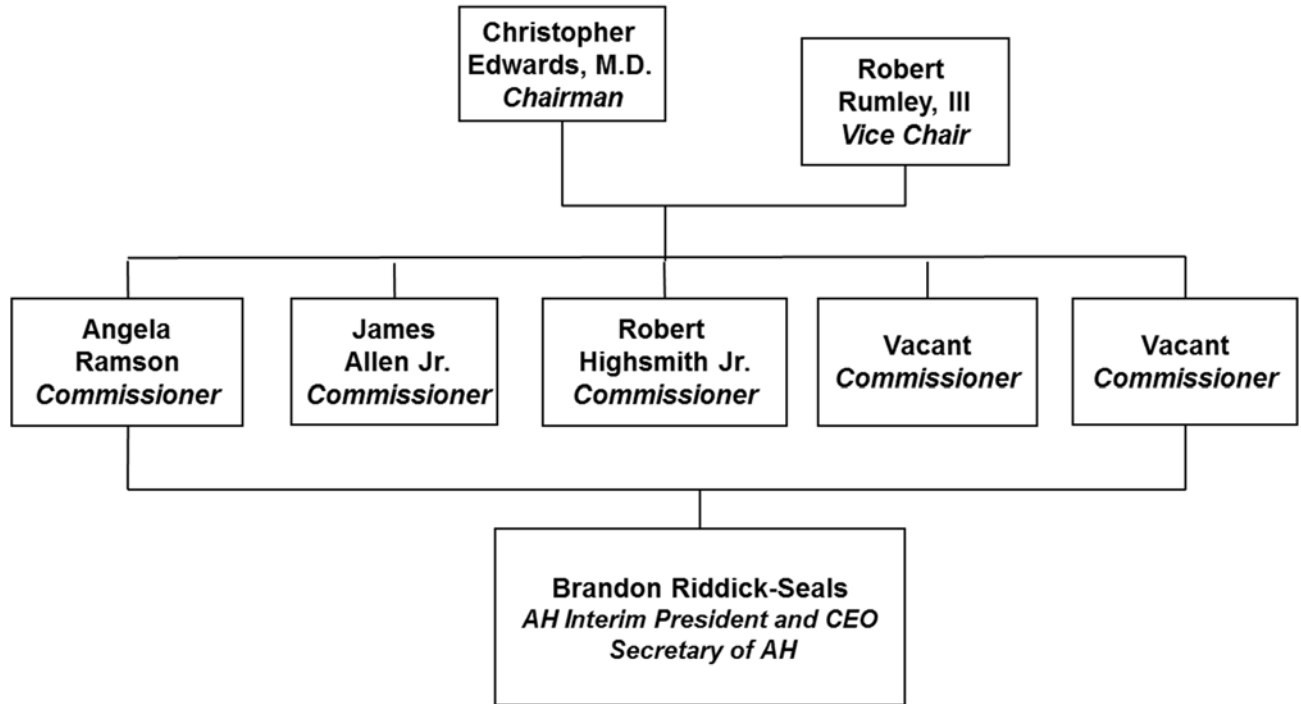 Christopher
Edwards, M.D.
Chairman
Robert
Rumley, III
Vice Chair
Angela
Ramson
Commissioner
James
Allen Jr.
Commissioner
Robert
Highsmith Jr.
Commissioner
Vacant
Commissioner
Vacant
Commissioner
Brandon Riddick-Seals
AH Interim President and CEO
Secretary of AH